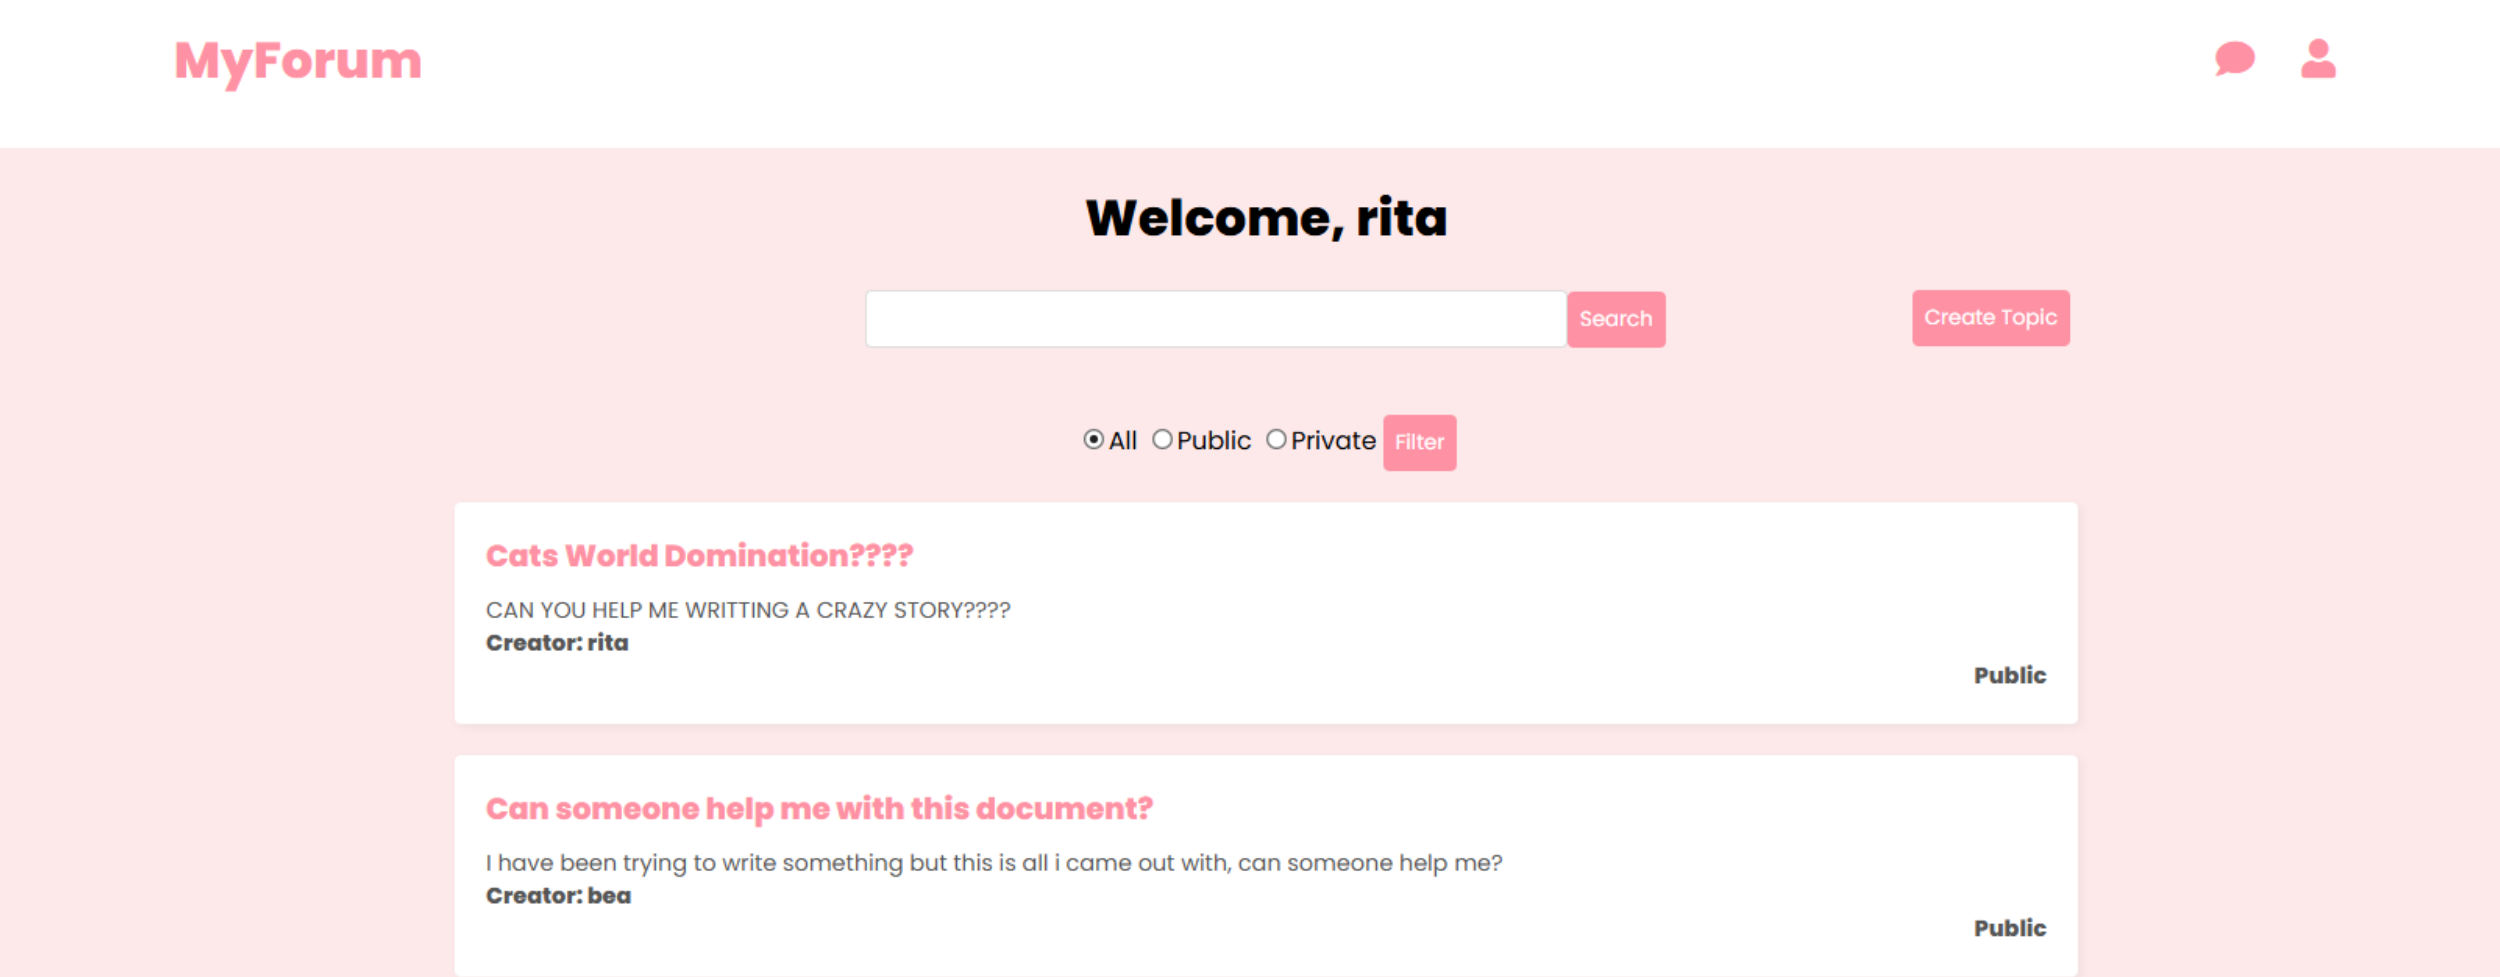 MyForum
Welcome, rita
Search
Create Topic
All Public Private Filter
Cats World Domination????
CAN YOU HELP ME WRITTING A CRAZY STORY????
Creator: rita
Public
Can someone help me with this document?
I have been trying to write something but this is all i came out with, can someone help me?
Creator: bea
Public